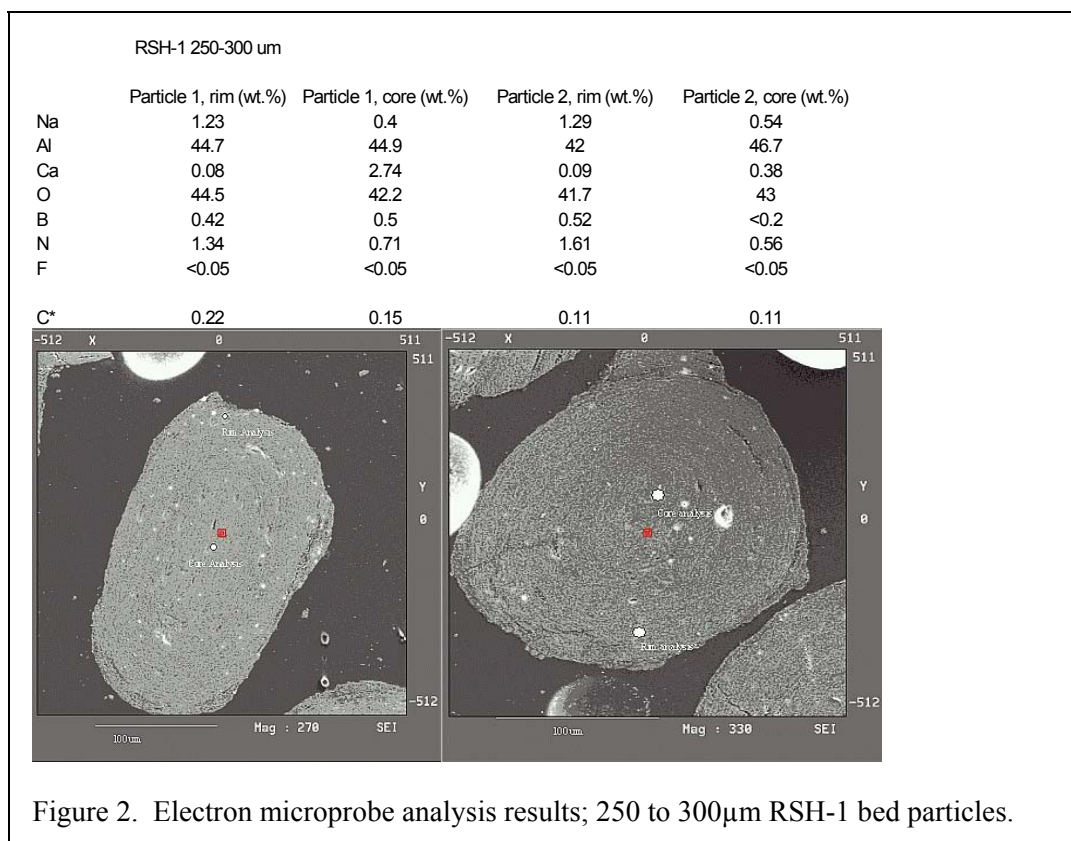 RSH-1 250-300 um
Particle 1, rim (wt.%) Particle 1, core (wt.%) Particle 2, rim (wt.%) Particle 2, core (wt.%)
Na 1.23 0.4 1.29 0.54
Al 44.7 44.9 42 46.7
Ca 0.08 2.74 0.09 0.38
O 44.5 42.2 41.7 43
B 0.42 0.5 0.52 <0.2
N 1.34 0.71 1.61 0.56
F <0.05 <0.05 <0.05 <0.05
C* 0.22 0.15 0.11 0.11
-512 X 0 511
511
Rim Analysis
Y
0
Core Analysis
-512
Mag : 270 SEI
100um
-512 X 0 511
511
Core analysis
Y
0
Rim analysis
-512
Mag : 330 SEI
100um
Figure 2. Electron microprobe analysis results; 250 to 300µm RSH-1 bed particles.